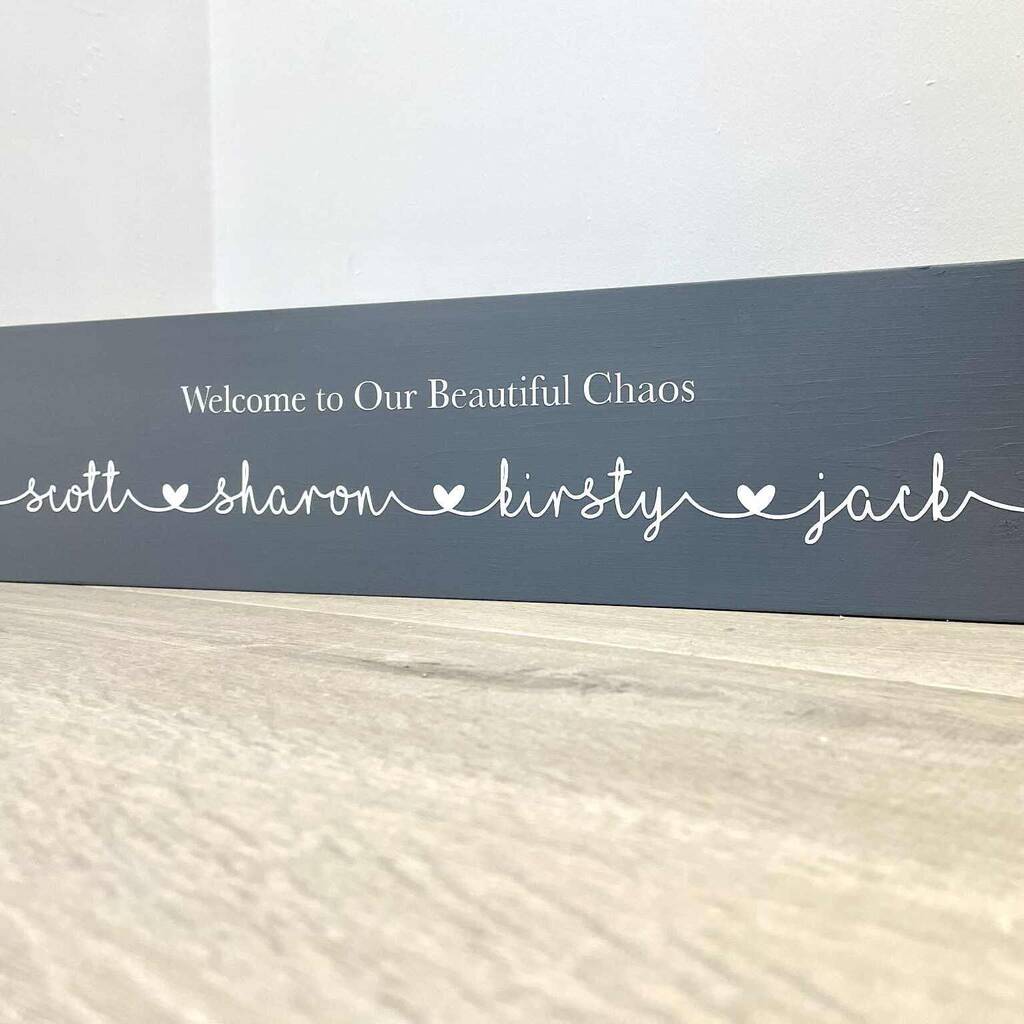 Welcome to Our Beautiful Chaos
scott sharon kirsty jack